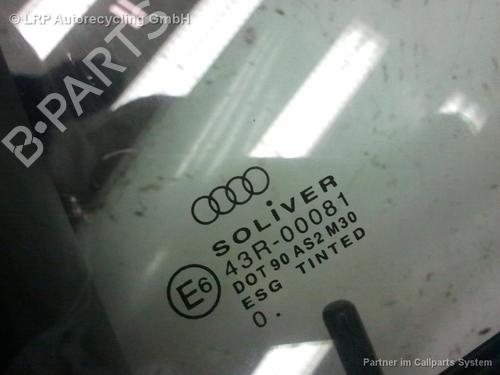 © LRP Autorecycling GmbH
B-PARTS
SOLiVER
43R-00081
DOT 90 AS2 M30
E6
ESG TINTED
0 .
Partner im Callparts System